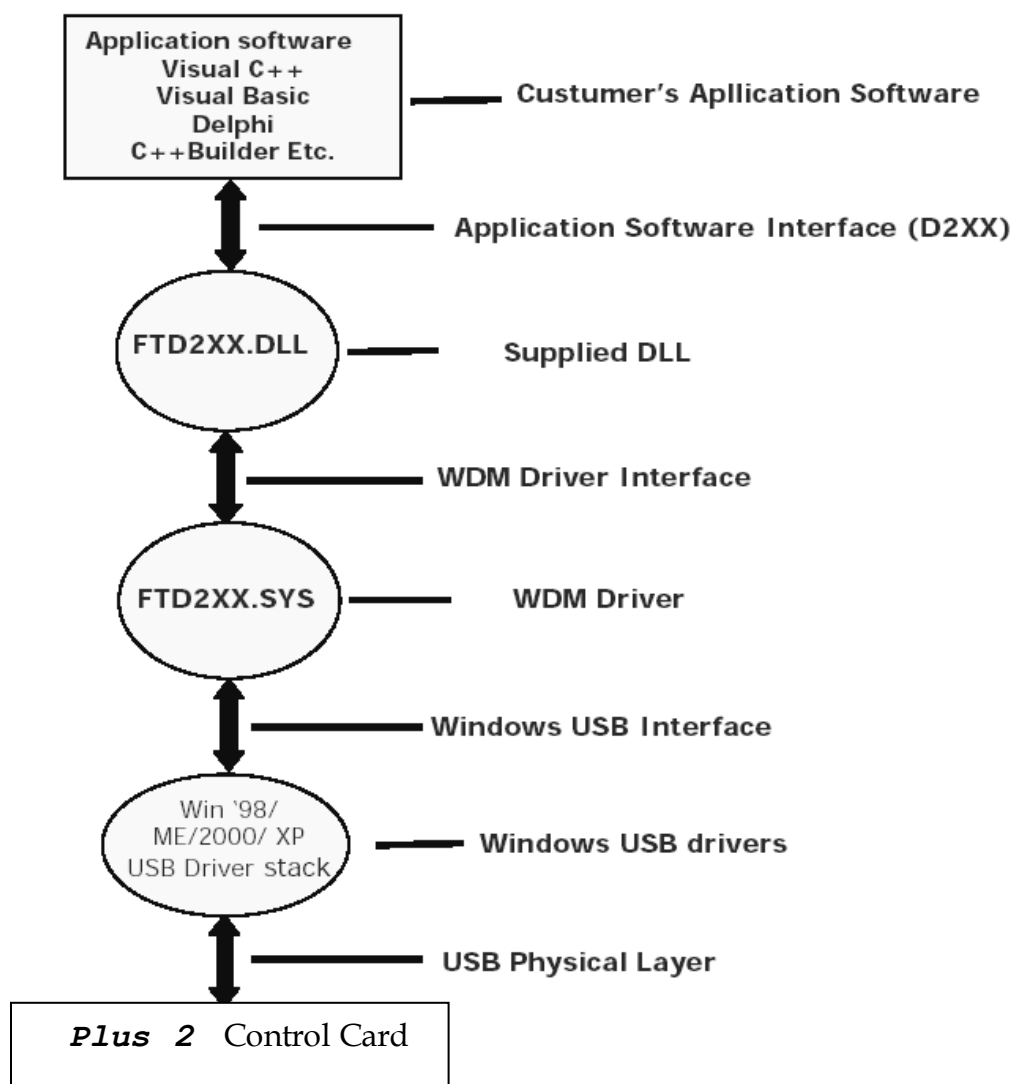 Application software
Visual C++
Visual Basic
Delphi
C++Builder Etc.
Custumer's Apllication Software
Application Software Interface (D2XX)
FTD2XX.DLL
Supplied DLL
WDM Driver Interface
FTD2XX.SYS
WDM Driver
Windows USB Interface
Win '98/
ME/2000/ XP
USB Driver stack
Windows USB drivers
USB Physical Layer
Plus 2 Control Card